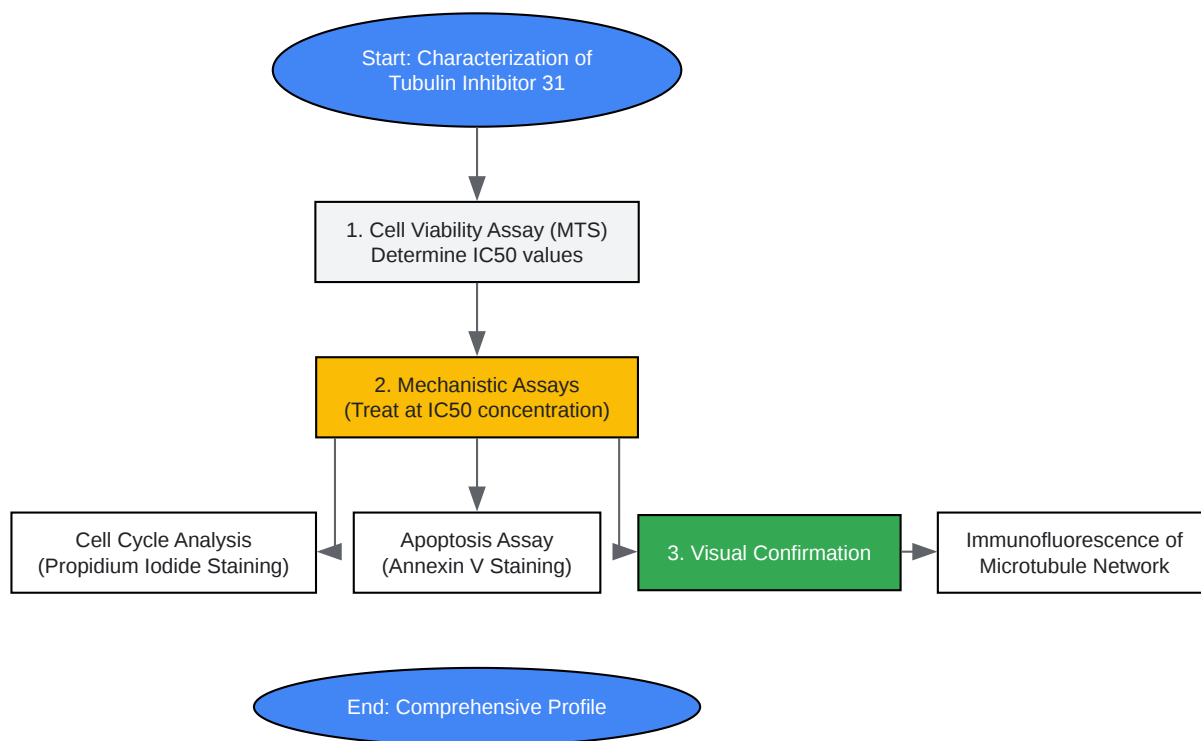 Start: Characterization of
Tubulin Inhibitor 31
1. Cell Viability Assay (MTS)
Determine IC50 values
2. Mechanistic Assays
(Treat at IC50 concentration)
Cell Cycle Analysis
(Propidium Iodide Staining)
Apoptosis Assay
(Annexin V Staining)
3. Visual Confirmation
Immunofluorescence of
Microtubule Network
End: Comprehensive Profile